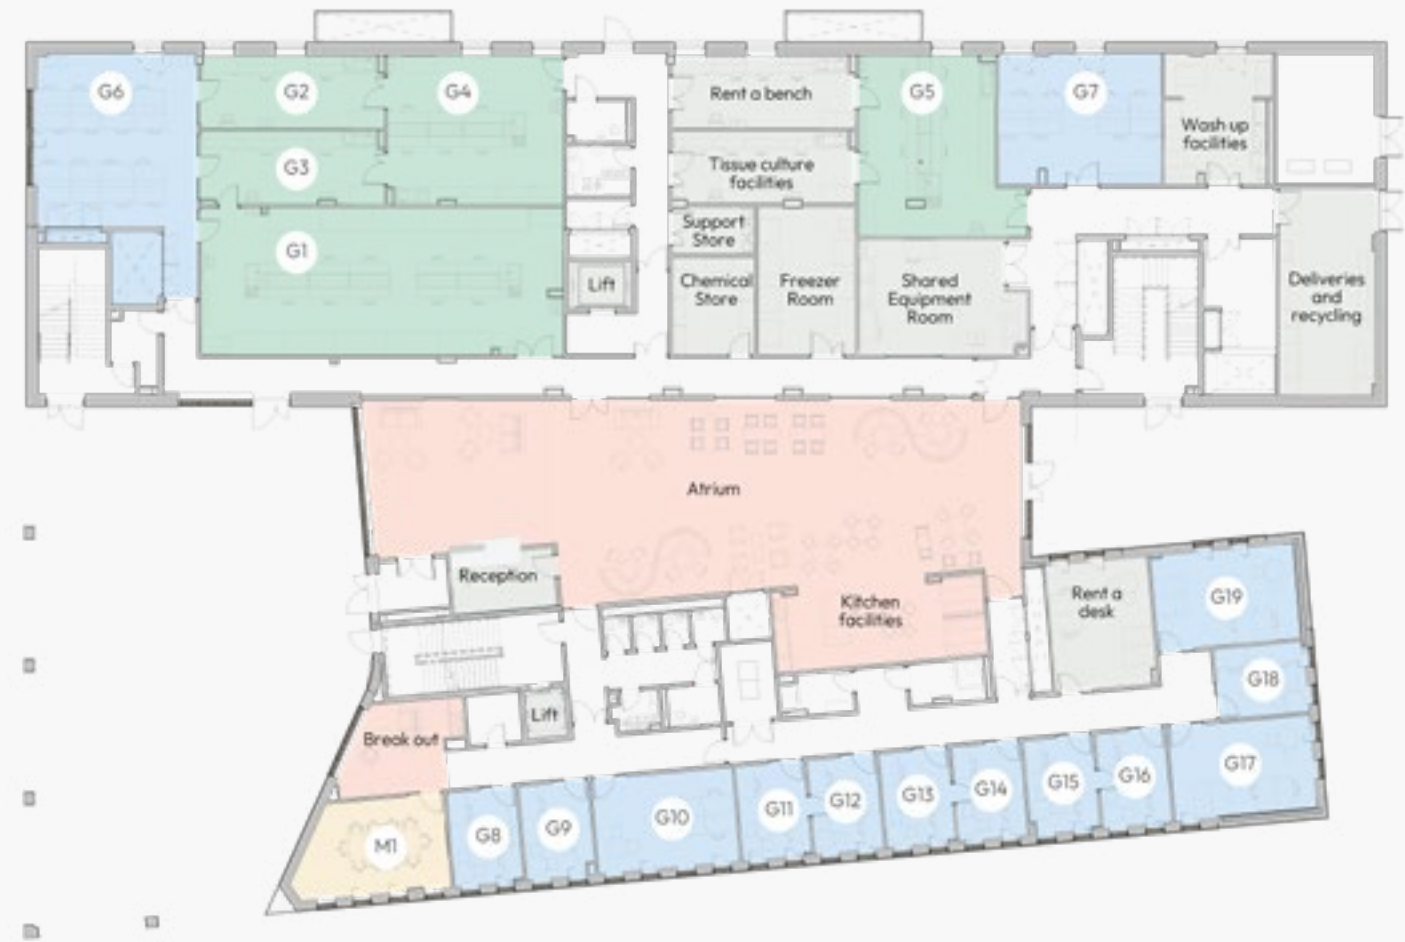 G6
G2
G4
Rent a bench
G5
G7
Wash up
facilities
G3
Tissue culture
facilities
Support
Store
G1
Lift
Chemical
Store
Freezer
Room
Shared
Equipment
Room
Deliveries
and
recycling
Atrium
Reception
Kitchen
facilities
Rent a
desk
G19
G18
Lift
Break out
G17
G16
G15
G14
G13
G12
G11
G10
G9
G8
M1